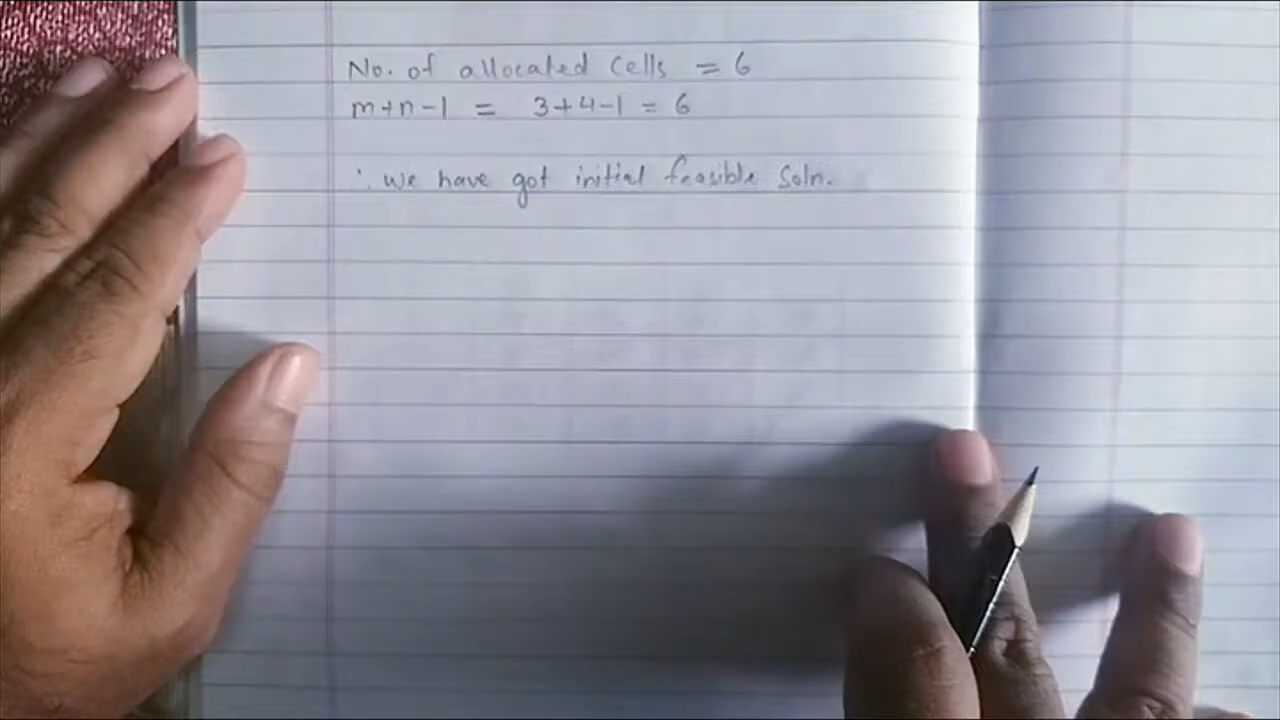 No. of allocated Cells = 6
m+n-1 = 3+4-1 = 6
∴ we have got initial feasible Soln.